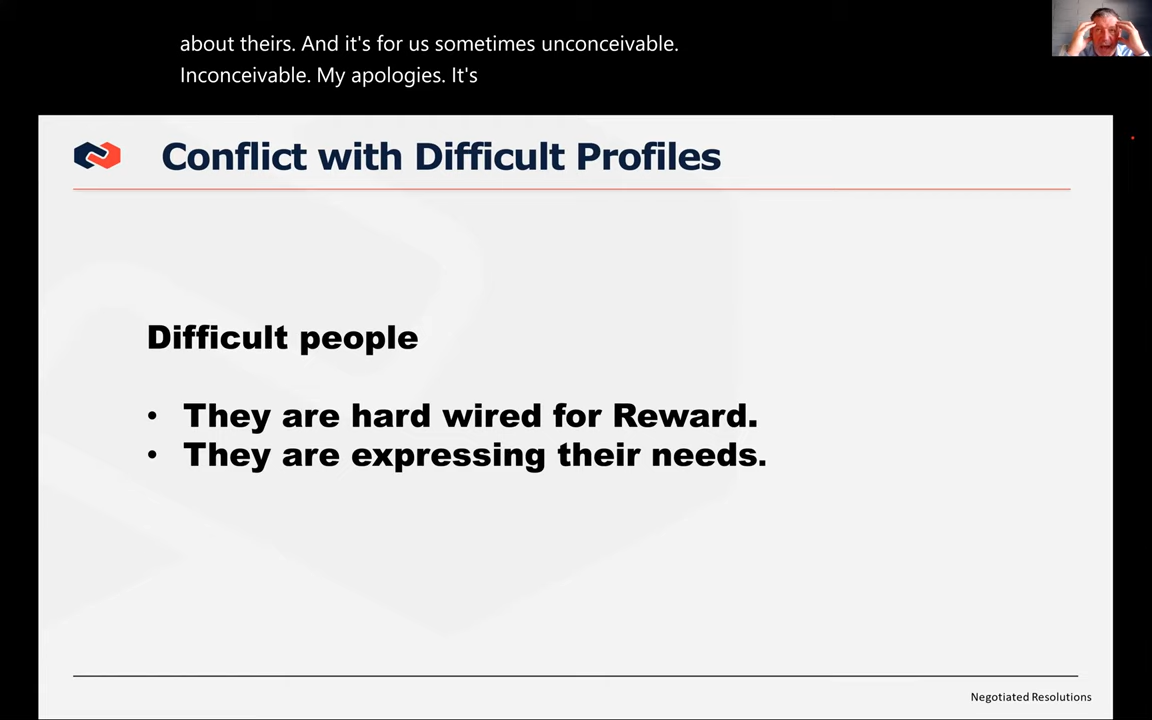 about theirs. And it's for us sometimes unconceivable.
Inconceivable. My apologies. It's
Conflict with Difficult Profiles
Difficult people
• They are hard wired for Reward.
• They are expressing their needs.
Negotiated Resolutions